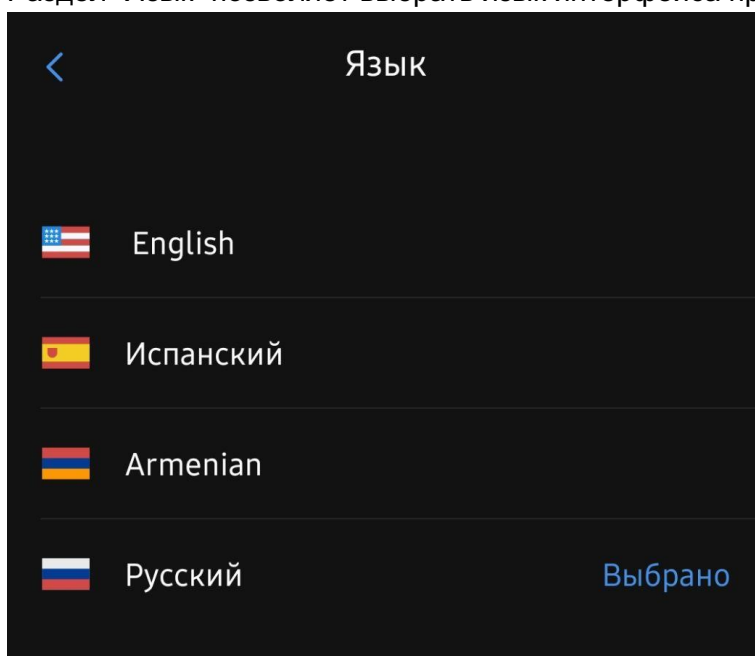 Язык
English
Испанский
Armenian
Русский Выбрано